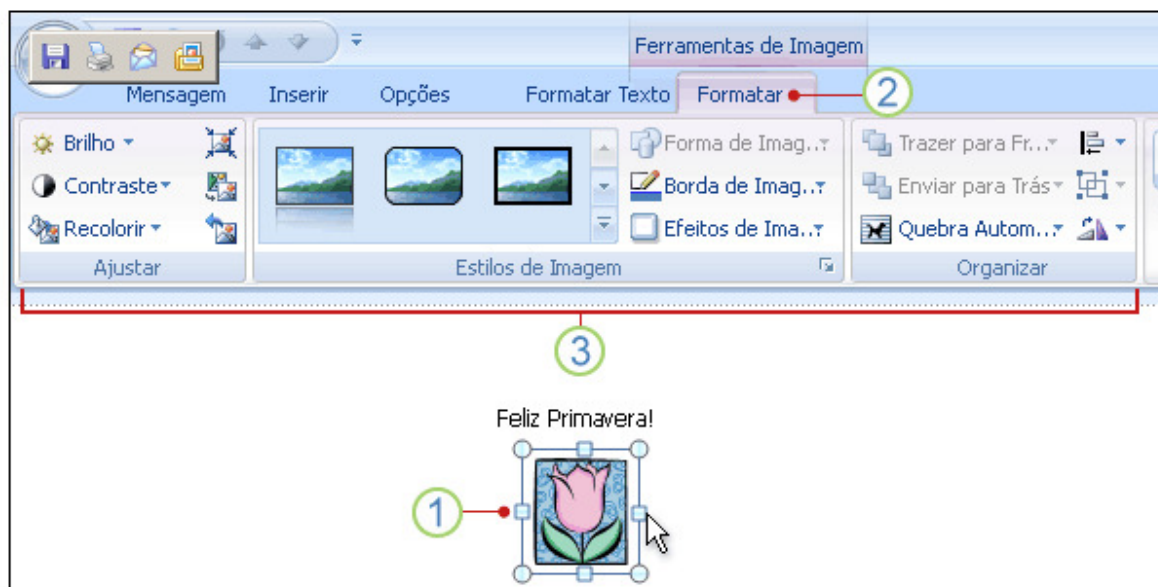 Ferramentas de Imagem
Mensagem Inserir Opções Formatar Texto Formatar 2
Brilho Forma de Imag... Trazer para Fr...
Contraste Borda de Imag... Enviar para Trás
Recolorir Efeitos de Ima... Quebra Autom...
Ajustar Estilos de Imagem Organizar
3
Feliz Primavera!
1